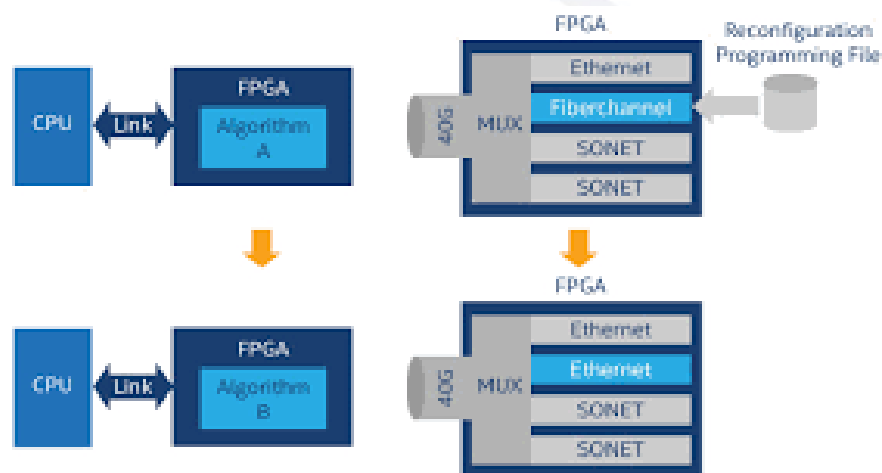 CPU
Link
FPGA
Algorithm
A
FPGA
40G
MUX
Ethernet
Fiberchannel
SONET
SONET
Reconfiguration
Programming File
CPU
Link
FPGA
Algorithm
B
FPGA
40G
MUX
Ethernet
Ethernet
SONET
SONET